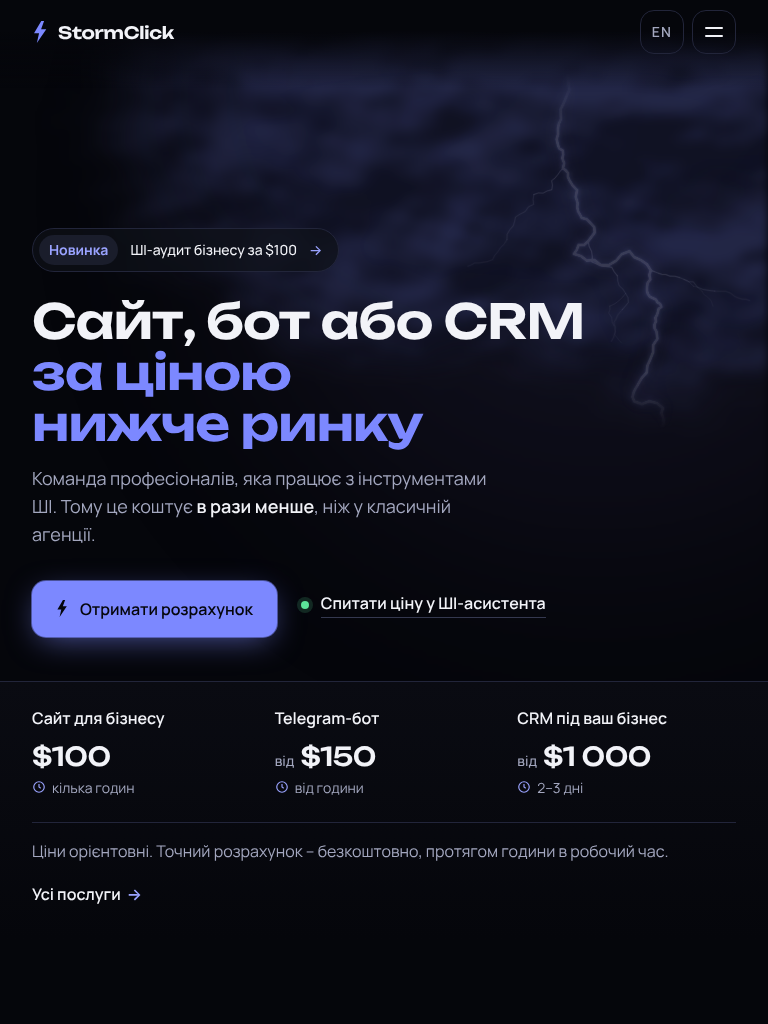 StormClick
EN
Новинка ШІ-аудит бізнесу за $100 →
Сайт, бот або CRM
за ціною
нижче ринку
Команда професіоналів, яка працює з інструментами
ШІ. Тому це коштує в рази менше, ніж у класичній
агенції.
Отримати розрахунок
Спитати ціну у ШІ-асистента
Сайт для бізнесу
$100
кілька годин
Telegram-бот
від $150
від години
CRM під ваш бізнес
від $1 000
2–3 дні
Ціни орієнтовні. Точний розрахунок – безкоштовно, протягом години в робочий час.
Усі послуги →